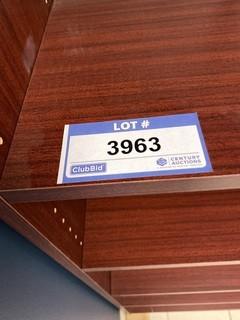 LOT #
3963
ClubBid
CENTURY
AUCTIONS